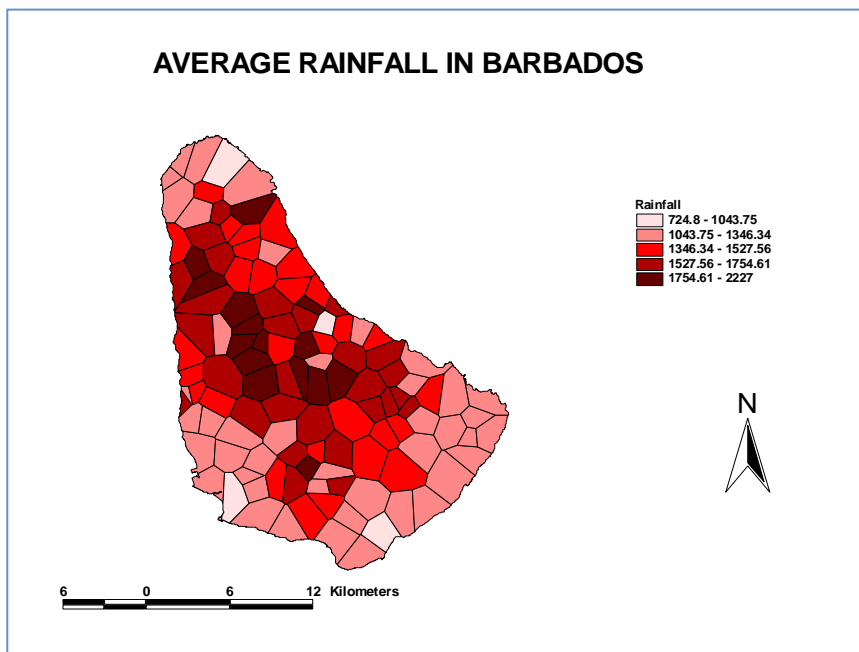 AVERAGE RAINFALL IN BARBADOS
Rainfall
724.8 - 1043.75
1043.75 - 1346.34
1346.34 - 1527.56
1527.56 - 1754.61
1754.61 - 2227
N
6 0 6 12 Kilometers